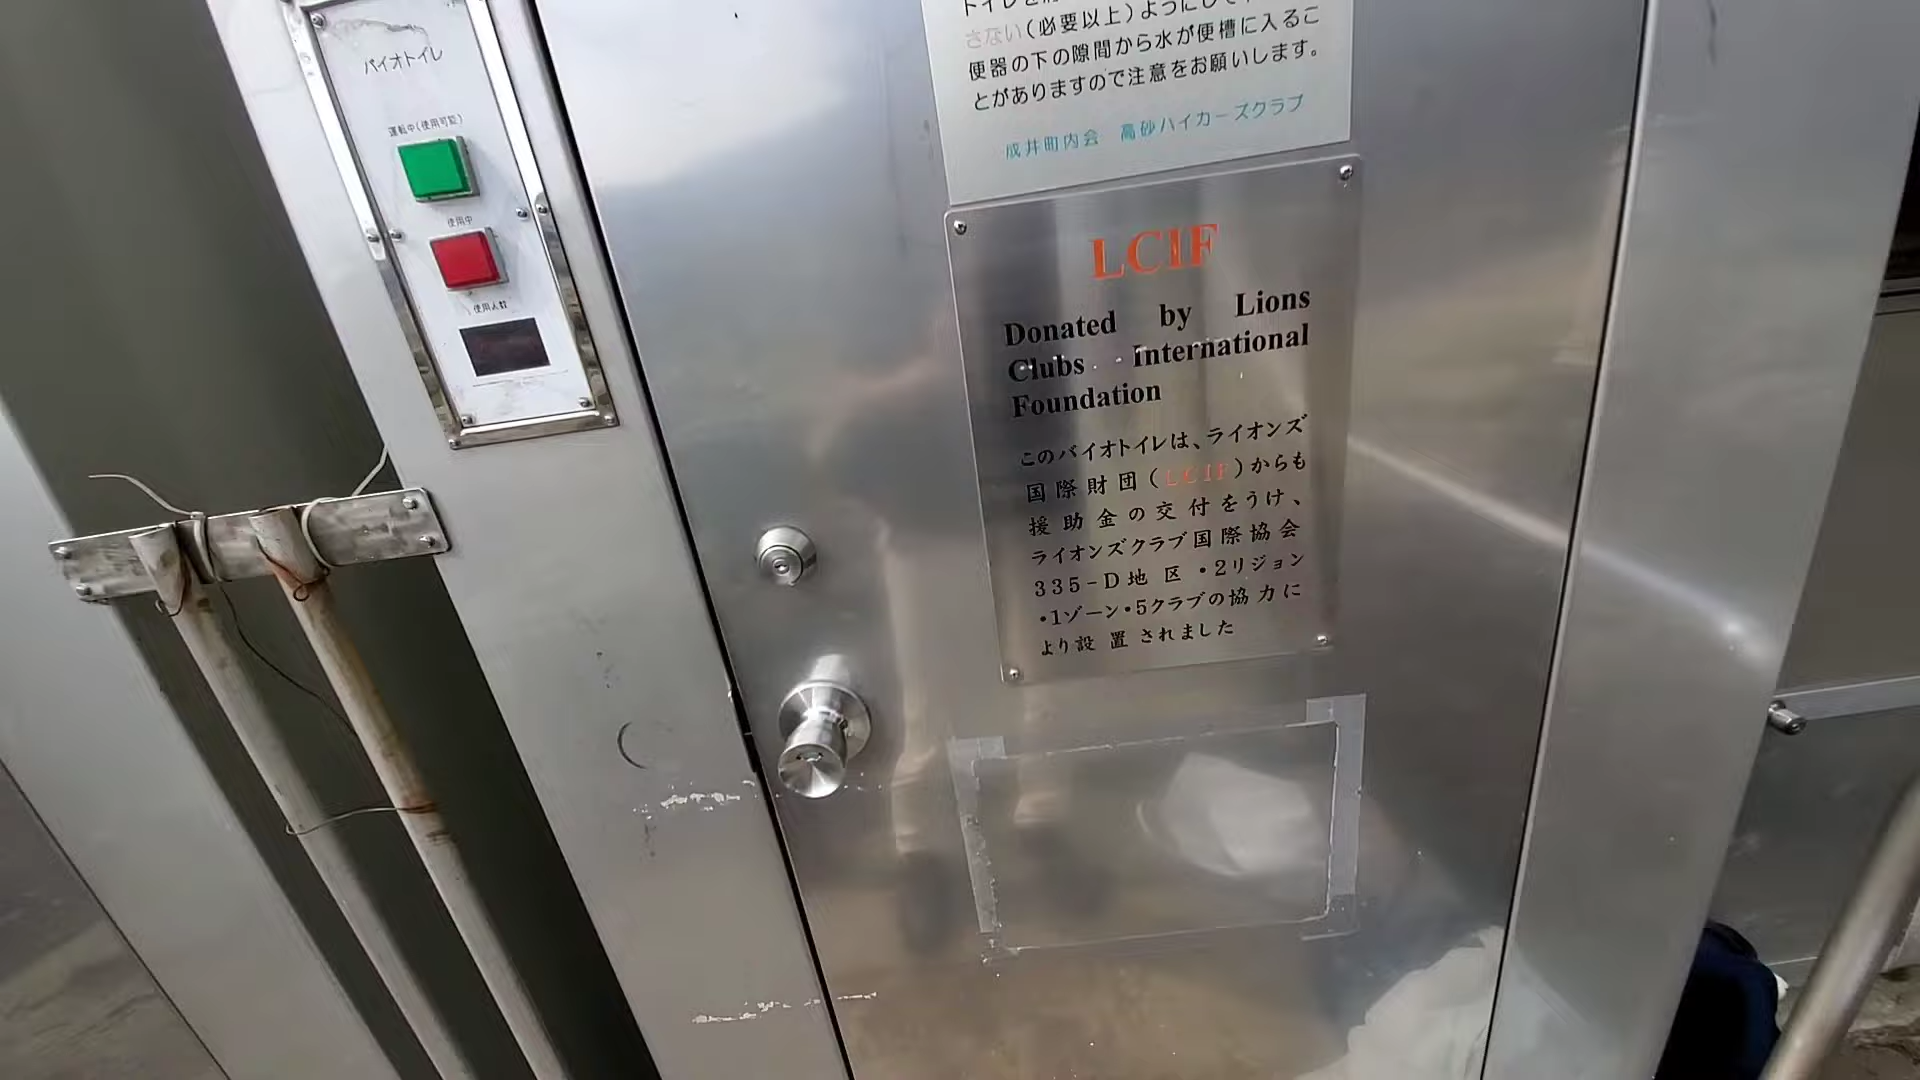 バイオトイレ
運転中(使用可能)
使用中
使用人数
さない(必要以上)ように
便器の下の隙間から水が便槽に入るこ
とがありますので注意をお願いします。
成井町内会 高砂ハイカーズクラブ
LCIF
Donated by Lions
Clubs International
Foundation
このバイオトイレは、ライオンズ
国際財団(LCIF)からも
援助金の交付をうけ、
ライオンズクラブ国際協会
335-D地区・2リジョン
・1ゾーン・5クラブの協力に
より設置されました